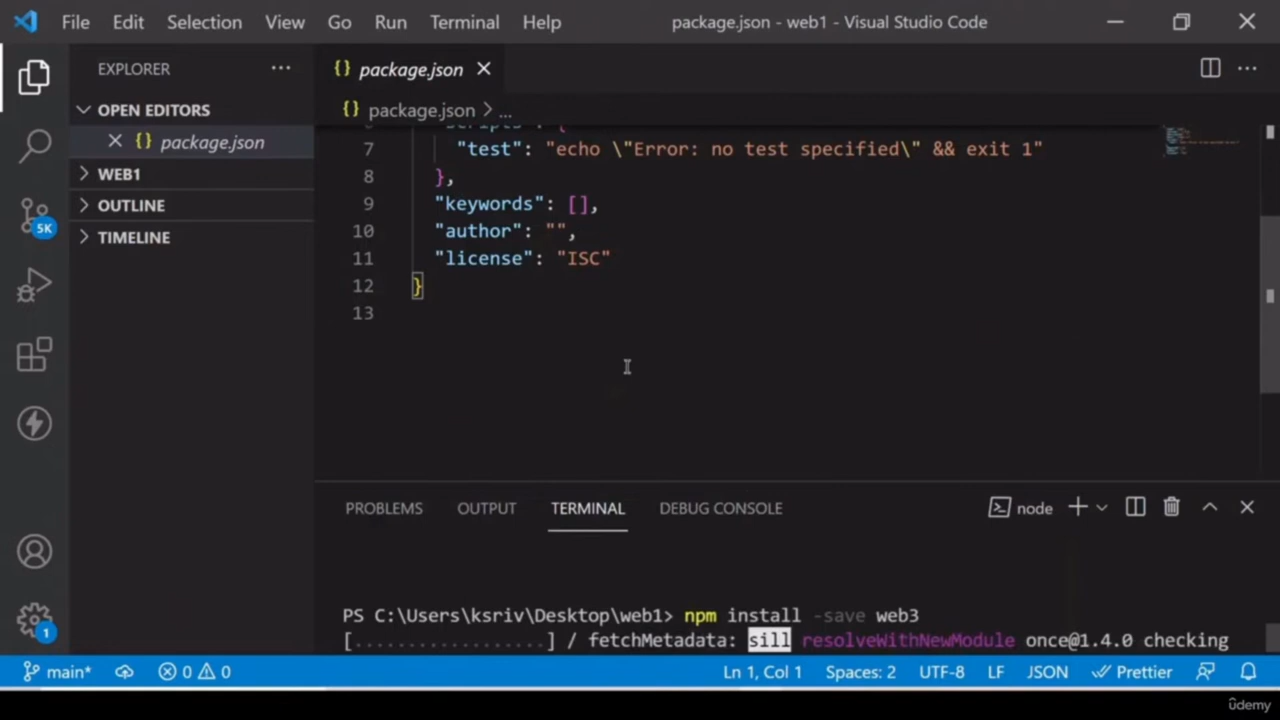 File Edit Selection View Go Run Terminal Help package.json - web1 - Visual Studio Code
EXPLORER ··· {} package.json ···
OPEN EDITORS {} package.json > ...
{} package.json
WEB1
OUTLINE
TIMELINE
5K
1
6 "scripts": {
7 "test": "echo \"Error: no test specified\" && exit 1"
8 },
9 "keywords": [],
10 "author": "",
11 "license": "ISC"
12 }
13
PROBLEMS OUTPUT TERMINAL DEBUG CONSOLE node
PS C:\Users\ksriv\Desktop\web1> npm install -save web3
[..................] / fetchMetadata: sill resolveWithNewModule once@1.4.0 checking
main* 0 0 Ln 1, Col 1 Spaces: 2 UTF-8 LF JSON Prettier
ûdemy